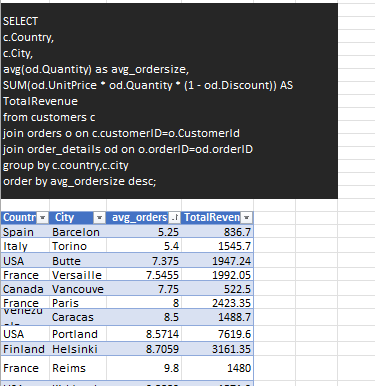 SELECT
c.Country,
c.City,
avg(od.Quantity) as avg_ordersize,
SUM(od.UnitPrice * od.Quantity * (1 - od.Discount)) AS
TotalRevenue
from customers c
join orders o on c.customerID=o.CustomerId
join order_details od on o.orderID=od.orderID
group by c.country,c.city
order by avg_ordersize desc;
Countr City avg_orders TotalReven
Spain Barcelon 5.25 836.7
Italy Torino 5.4 1545.7
USA Butte 7.375 1947.24
France Versaille 7.5455 1992.05
Canada Vancouve 7.75 522.5
France Paris 8 2423.35
Venezu Caracas 8.5 1488.7
USA Portland 8.5714 7619.6
Finland Helsinki 8.7059 3161.35
France Reims 9.8 1480